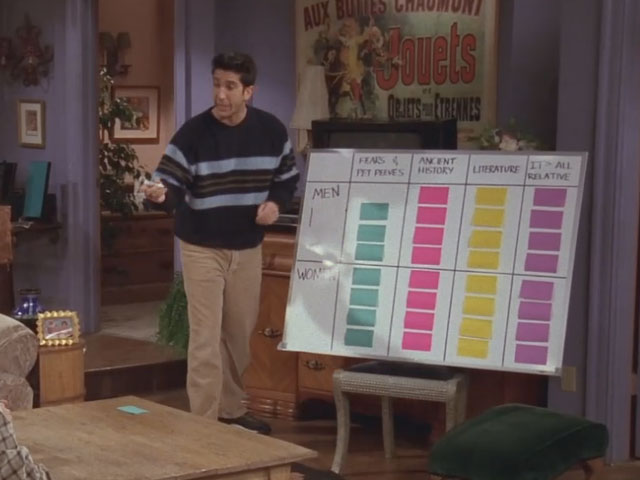 AUX BUTTES CHAUMONT
Jouets
OBJETS POUR ETRENNES
FEARS &
PET PEEVES
ANCIENT
HISTORY
LITERATURE
IT'S ALL
RELATIVE
MEN
I
WOMEN